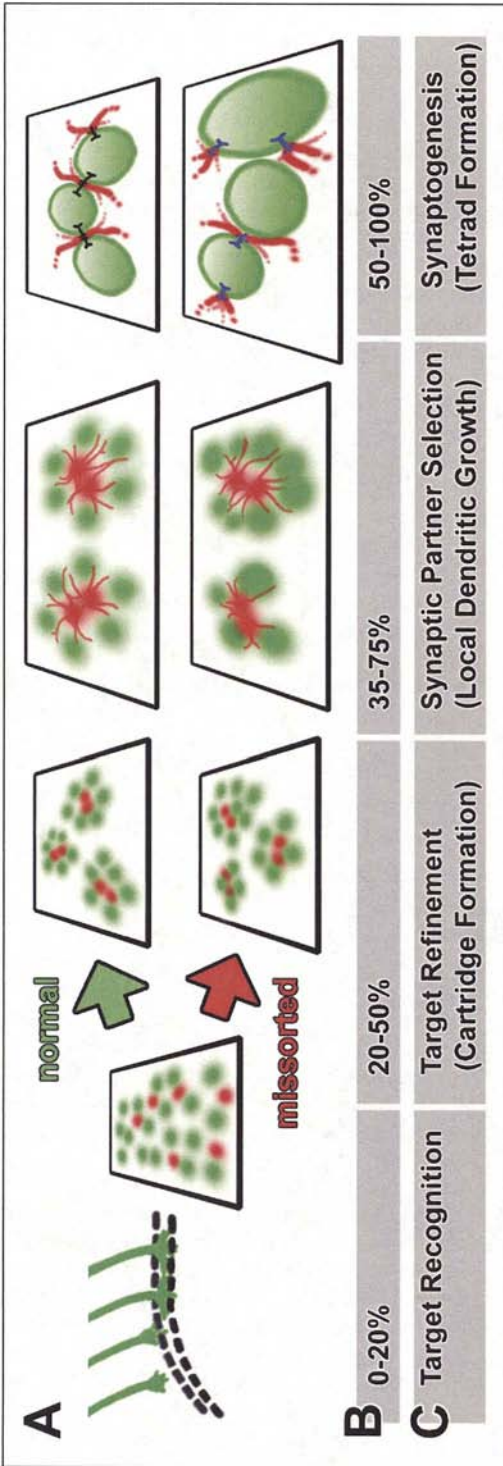 A
normal
missorted
B
0-20%
20-50%
35-75%
50-100%
C
Target Recognition
Target Refinement
(Cartridge Formation)
Synaptic Partner Selection
(Local Dendritic Growth)
Synaptogenesis
(Tetrad Formation)